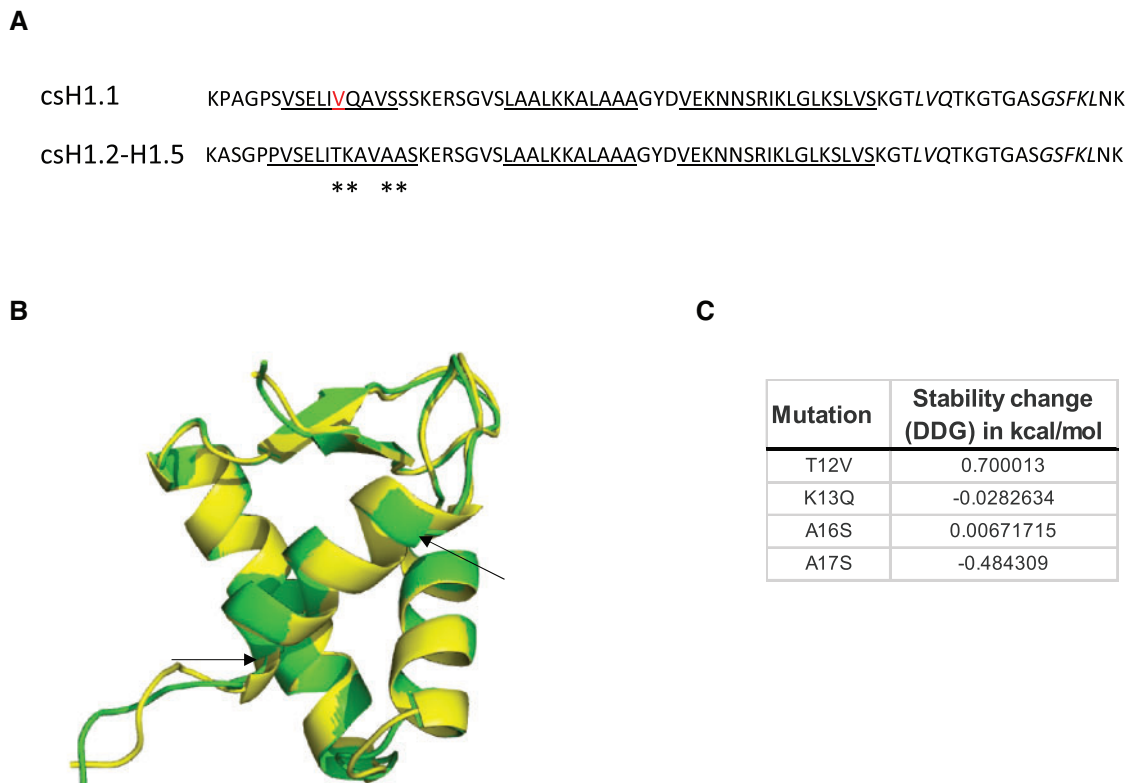 A
csH1.1 KPAGPSVSELIVQAVSSSKERSGVSLAALKKALAAAGYDVEKNNSRIKLGLKSLVSKGTLVQTKGTGASGSFKLNK
csH1.2-H1.5 KASGPPVSELITKAVAASKERSGVSLAALKKALAAAGYDVEKNNSRIKLGLKSLVSKGTLVQTKGTGASGSFKLNK
** **
B
C
Mutation Stability change (DDG) in kcal/mol
T12V 0.700013
K13Q -0.0282634
A16S 0.00671715
A17S -0.484309